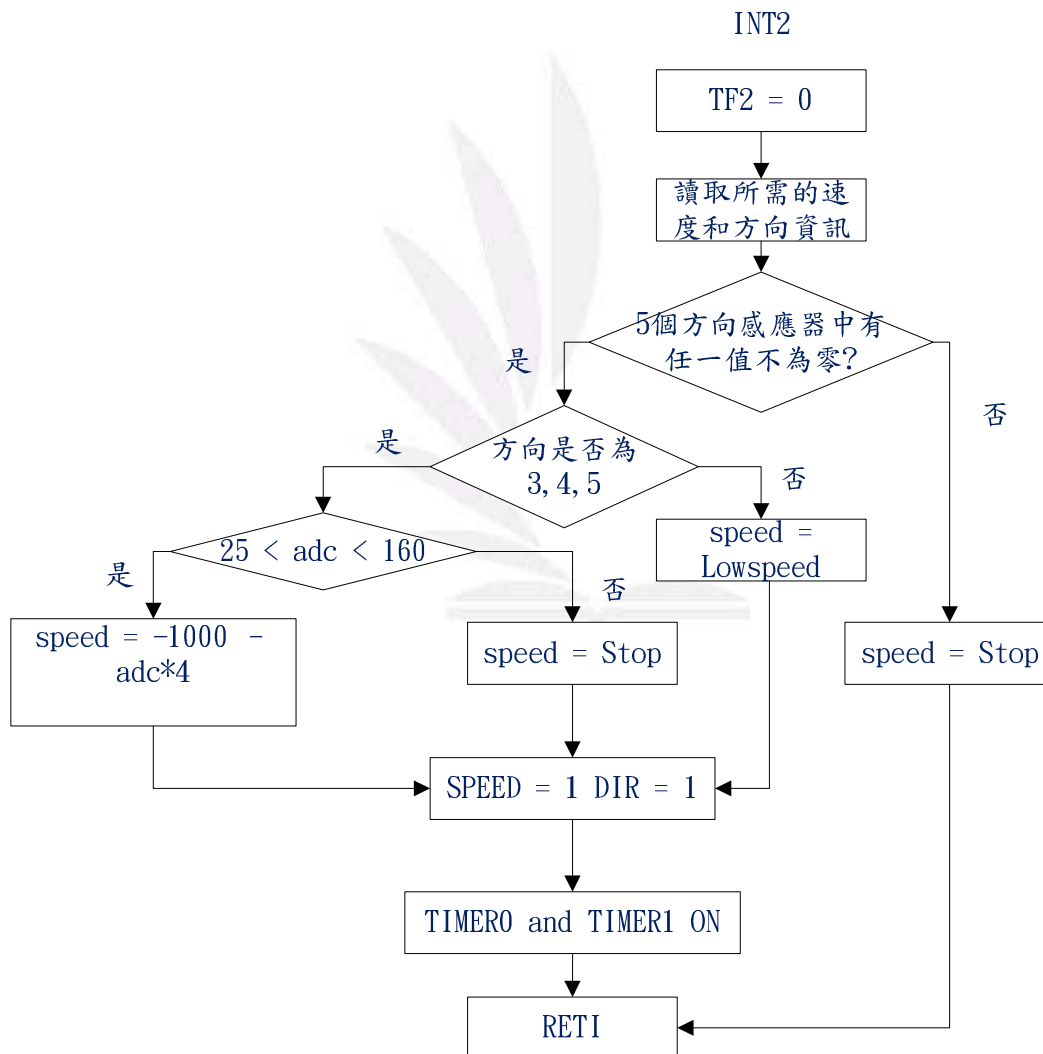 INT2
TF2 = 0
讀取所需的速
度和方向資訊
5個方向感應器中有
任一值不為零?
是
否
方向是否為
3,4,5
是
否
25 < adc < 160
speed =
Lowspeed
是
否
speed = -1000 -
adc*4
speed = Stop
speed = Stop
SPEED = 1 DIR = 1
TIMER0 and TIMER1 ON
RETI